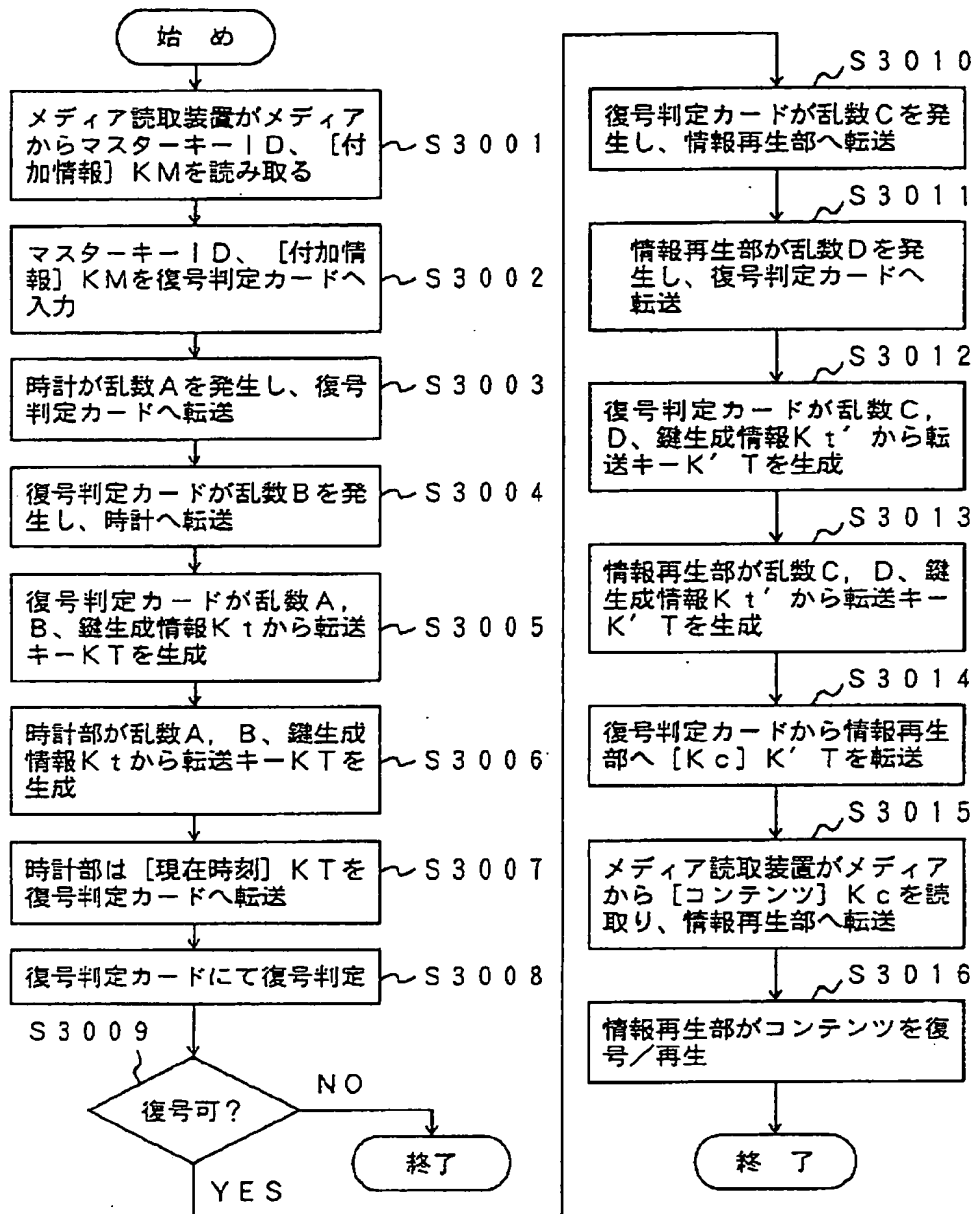 始 め
メディア読取装置がメディア
からマスターキーID、［付
加情報］KMを読み取る
S3001
マスターキーID、［付加情
報］KMを復号判定カードへ
入力
S3002
時計が乱数Aを発生し、復号
判定カードへ転送
S3003
復号判定カードが乱数Bを発
生し、時計へ転送
S3004
復号判定カードが乱数A,
B、鍵生成情報Ktから転送
キーKTを生成
S3005
時計部が乱数A, B、鍵生成
情報Ktから転送キーKTを
生成
S3006
時計部は［現在時刻］KTを
復号判定カードへ転送
S3007
復号判定カードにて復号判定
S3008
S3009
復号可?
NO
終了
YES
S3010
復号判定カードが乱数Cを発
生し、情報再生部へ転送
S3011
情報再生部が乱数Dを発
生し、復号判定カードへ
転送
S3012
復号判定カードが乱数C,
D、鍵生成情報Kt′から転
送キーK′Tを生成
S3013
情報再生部が乱数C, D、鍵
生成情報Kt′から転送キー
K′Tを生成
S3014
復号判定カードから情報再生
部へ［Kc］K′Tを転送
S3015
メディア読取装置がメディア
から［コンテンツ］Kcを読
取り、情報再生部へ転送
S3016
情報再生部がコンテンツを復
号／再生
終 了